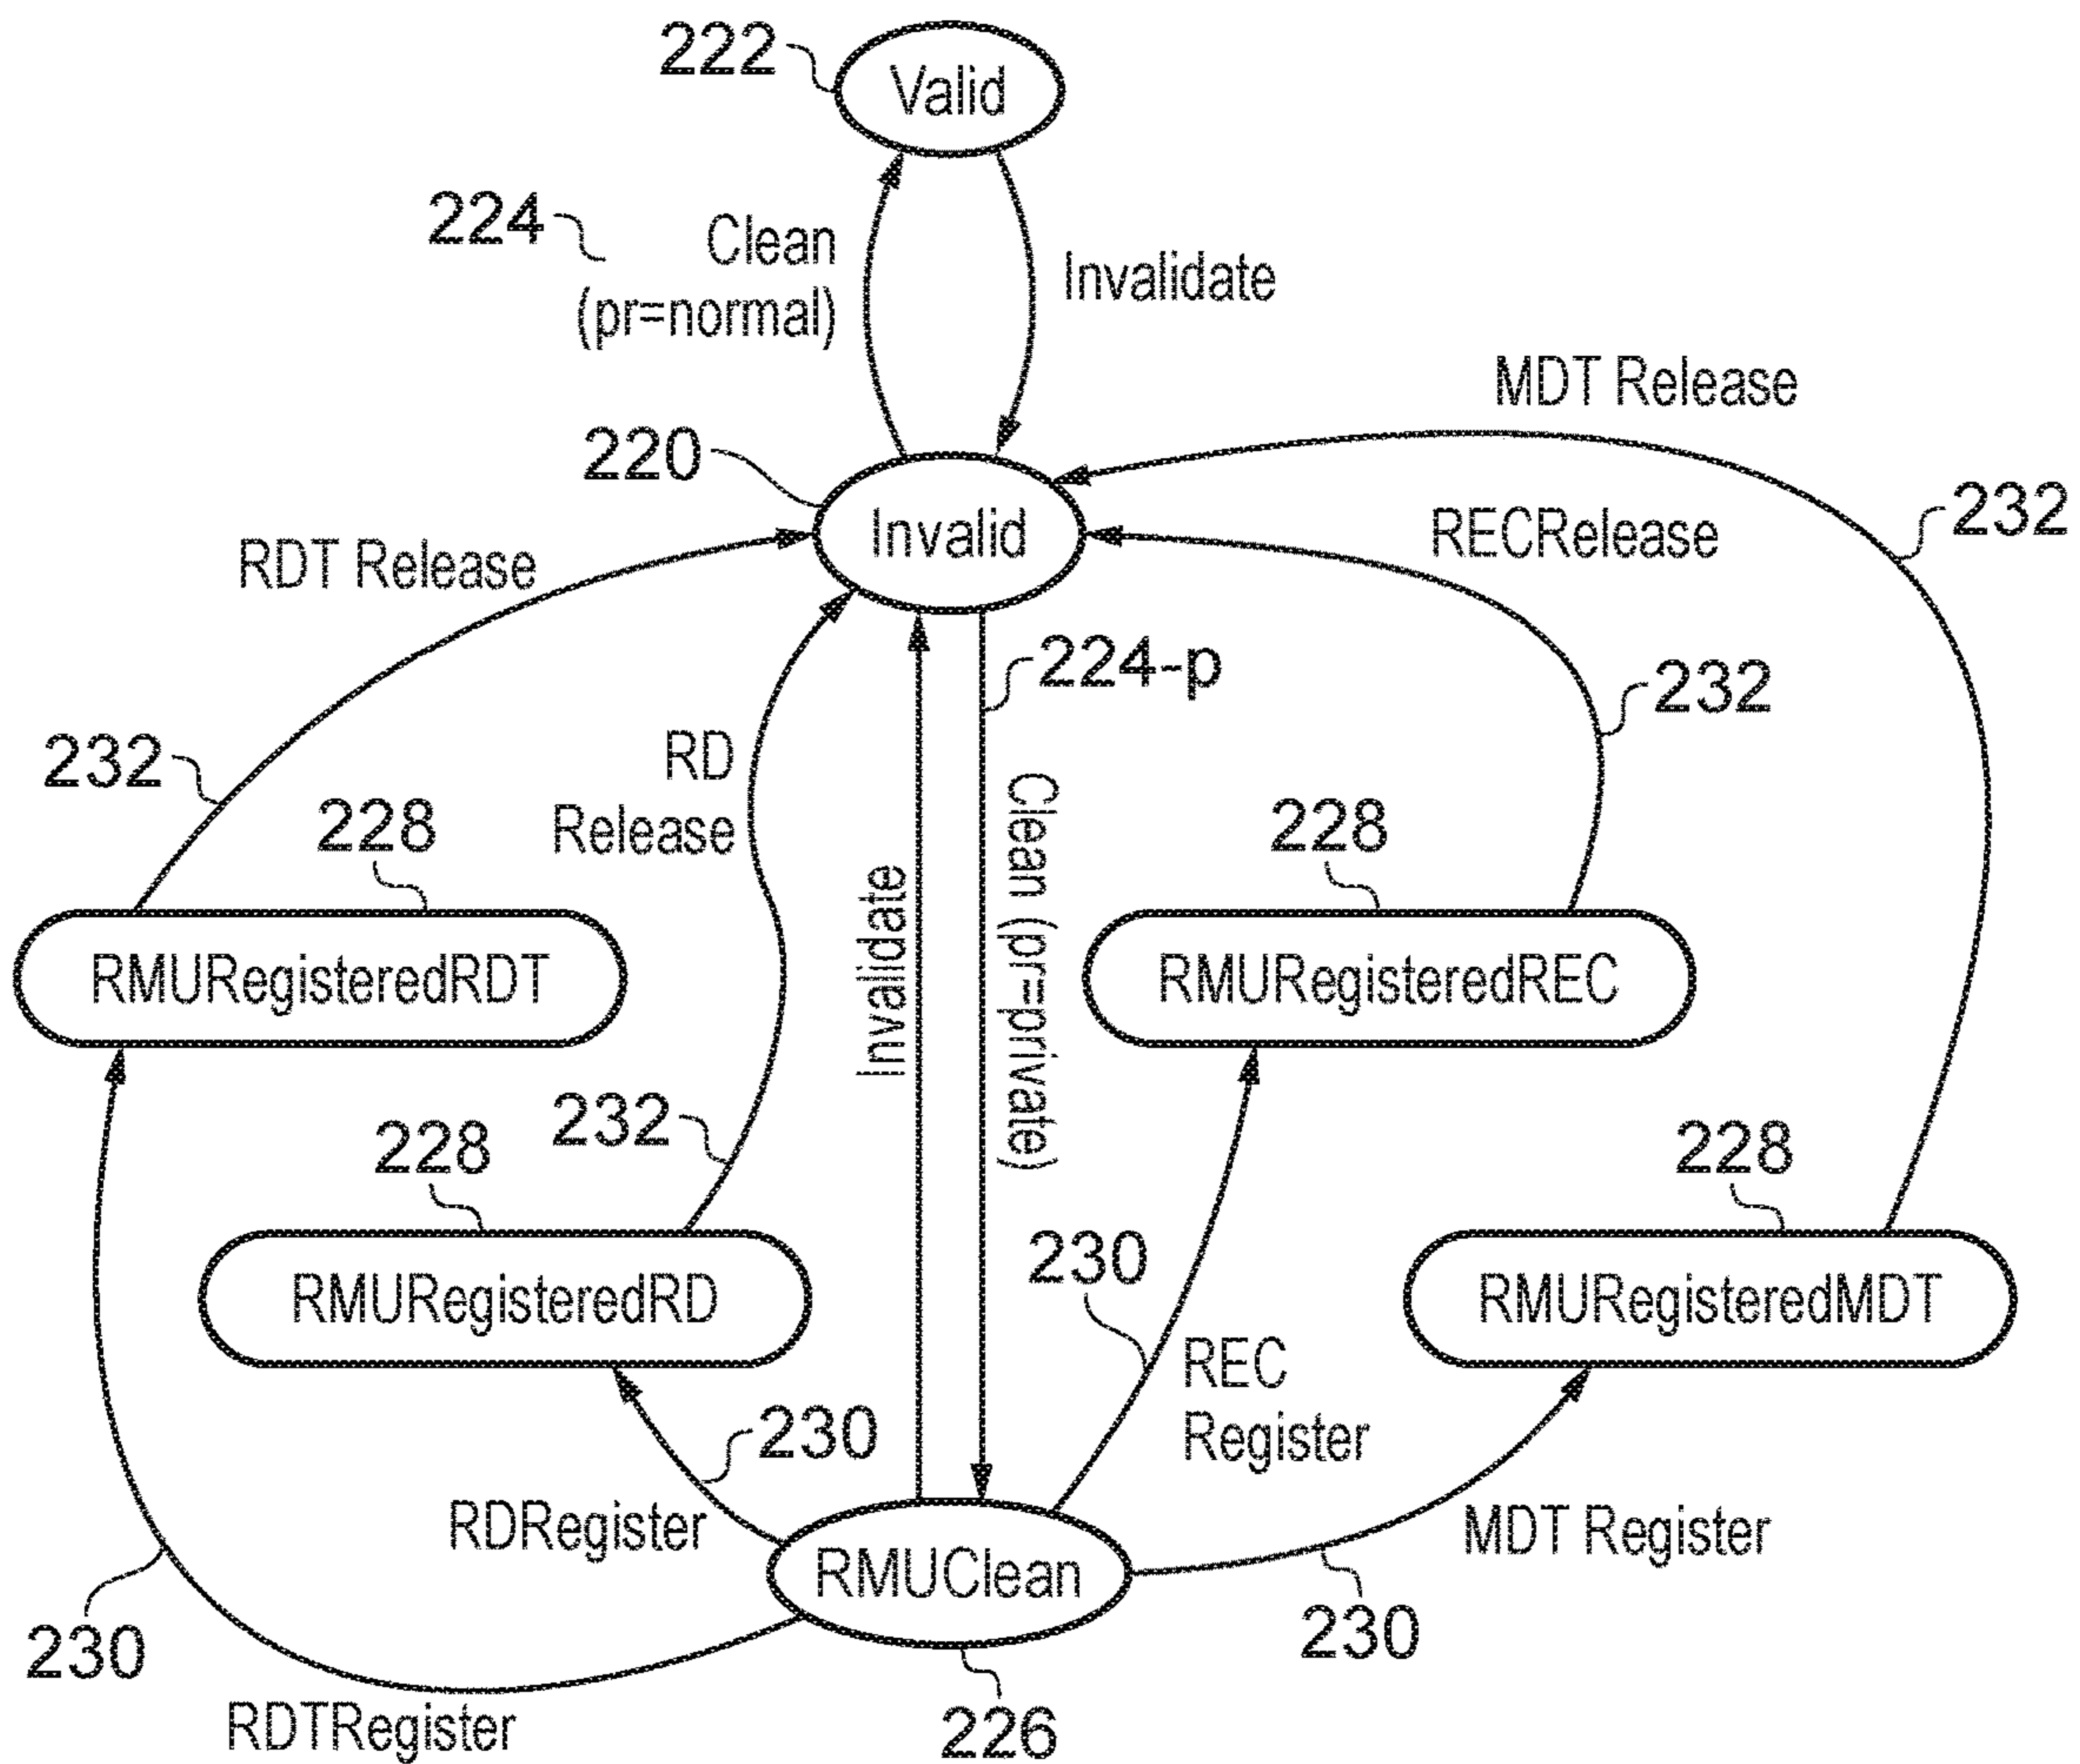 222
Valid
224
Clean
(pr=normal)
Invalidate
MDT Release
220
Invalid
RECRelease
232
RDT Release
224-p
232
RD
Release
232
228
228
Invalidate
Clean (pr=private)
RMURegisteredRDT
RMURegisteredREC
232
228
228
230
RMURegisteredRD
RMURegisteredMDT
REC
Register
230
RDRegister
MDT Register
RMUClean
230
230
RDTRegister
226